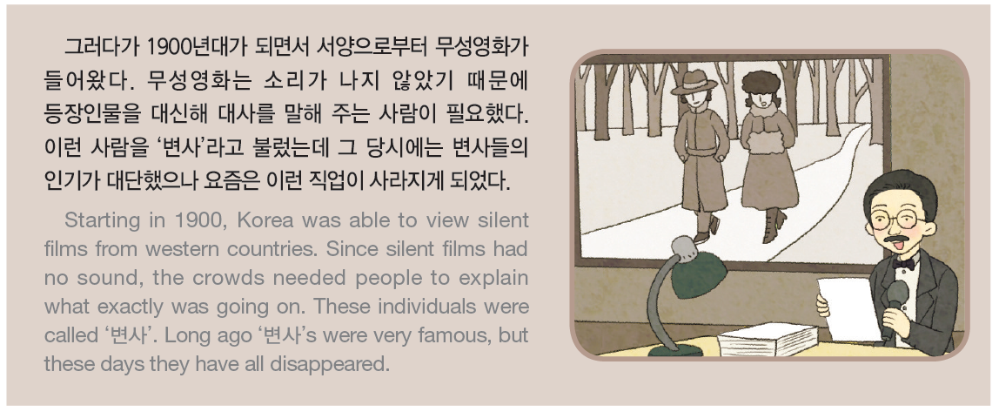 그러다가 1900년대가 되면서 서양으로부터 무성영화가
들어왔다. 무성영화는 소리가 나지 않았기 때문에
등장인물을 대신해 대사를 말해 주는 사람이 필요했다.
이런 사람을 ‘변사’라고 불렀는데 그 당시에는 변사들의
인기가 대단했으나 요즘은 이런 직업이 사라지게 되었다.
Starting in 1900, Korea was able to view silent
films from western countries. Since silent films had
no sound, the crowds needed people to explain
what exactly was going on. These individuals were
called ‘변사’. Long ago ‘변사’s were very famous, but
these days they have all disappeared.